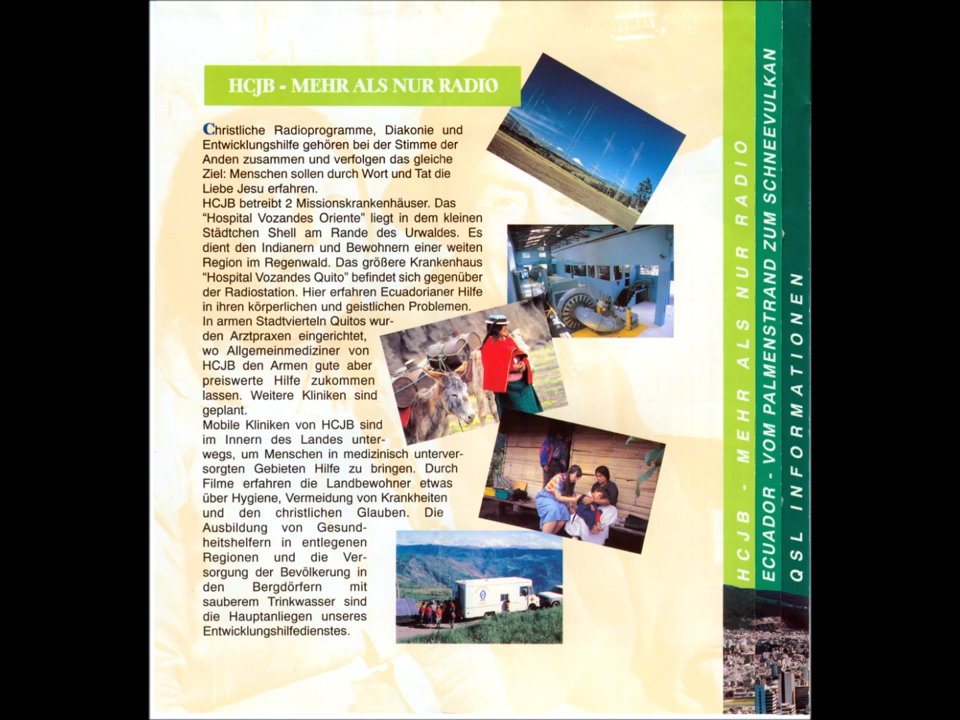 HCJB - MEHR ALS NUR RADIO
Christliche Radioprogramme, Diakonie und
Entwicklungshilfe gehören bei der Stimme der
Anden zusammen und verfolgen das gleiche
Ziel: Menschen sollen durch Wort und Tat die
Liebe Jesu erfahren.
HCJB betreibt 2 Missionskrankenhäuser. Das
“Hospital Vozandes Oriente” liegt in dem kleinen
Städtchen Shell am Rande des Urwaldes. Es
dient den Indianern und Bewohnern einer weiten
Region im Regenwald. Das größere Krankenhaus
“Hospital Vozandes Quito” befindet sich gegenüber
der Radiostation. Hier erfahren Ecuadorianer Hilfe
in ihren körperlichen und geistlichen Problemen.
In armen Stadtvierteln Quitos wur-
den Arztpraxen eingerichtet,
wo Allgemeinmediziner von
HCJB den Armen gute aber
preiswerte Hilfe zukommen
lassen. Weitere Kliniken sind
geplant.
Mobile Kliniken von HCJB sind
im Innern des Landes unter-
wegs, um Menschen in medizinisch unterver-
sorgten Gebieten Hilfe zu bringen. Durch
Filme erfahren die Landbewohner etwas
über Hygiene, Vermeidung von Krankheiten
und den christlichen Glauben. Die
Ausbildung von Gesund-
heitshelfern in entlegenen
Regionen und die Ver-
sorgung der Bevölkerung in
den Bergdörfern mit
sauberem Trinkwasser sind
die Hauptanliegen unseres
Entwicklungshilfedienstes.
HCJB - MEHR ALS NUR RADIO
ECUADOR - VOM PALMENSTRAND ZUM SCHNEEVULKAN
QSL INFORMATIONEN